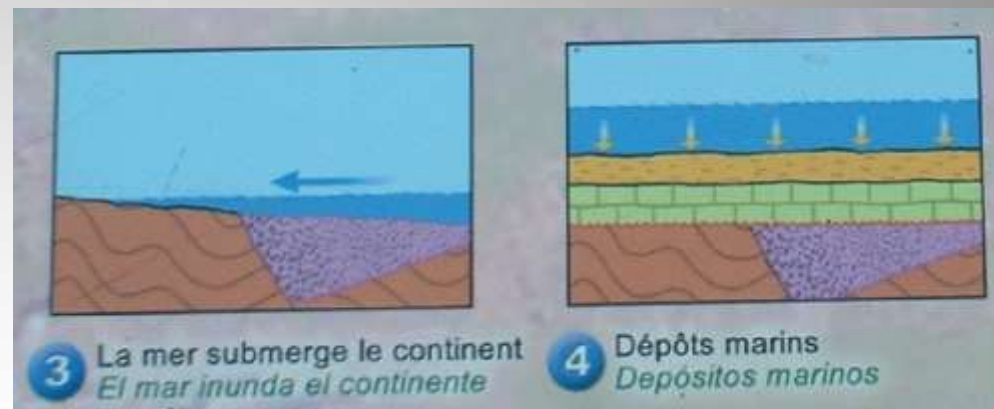 3
La mer submerge le continent
El mar inunda el continente
4
Dépôts marins
Depósitos marinos